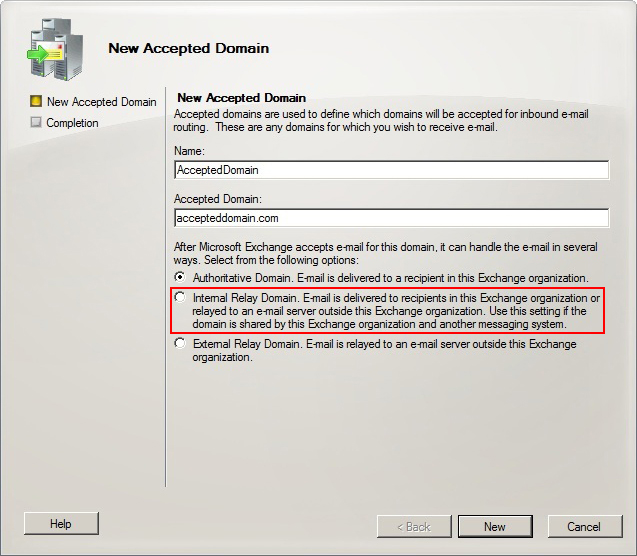 New Accepted Domain
New Accepted Domain
Completion
New Accepted Domain
Accepted domains are used to define which domains will be accepted for inbound e-mail
routing.  These are any domains for which you wish to receive e-mail.
Name:
AcceptedDomain
Accepted Domain:
accepteddomain.com
After Microsoft Exchange accepts e-mail for this domain, it can handle the e-mail in several
ways. Select from the following options:
Authoritative Domain. E-mail is delivered to a recipient in this Exchange organization.
Internal Relay Domain. E-mail is delivered to recipients in this Exchange organization or
relayed to an e-mail server outside this Exchange organization. Use this setting if the
domain is shared by this Exchange organization and another messaging system.
External Relay Domain. E-mail is relayed to an e-mail server outside this Exchange
organization.
Help
< Back
New
Cancel